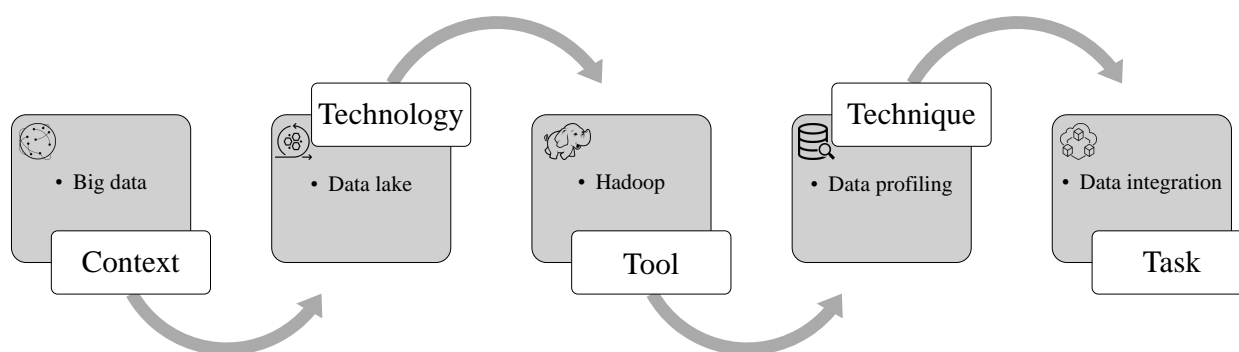 • Big data
Context
Technology
• Data lake
• Hadoop
Tool
Technique
• Data profiling
• Data integration
Task